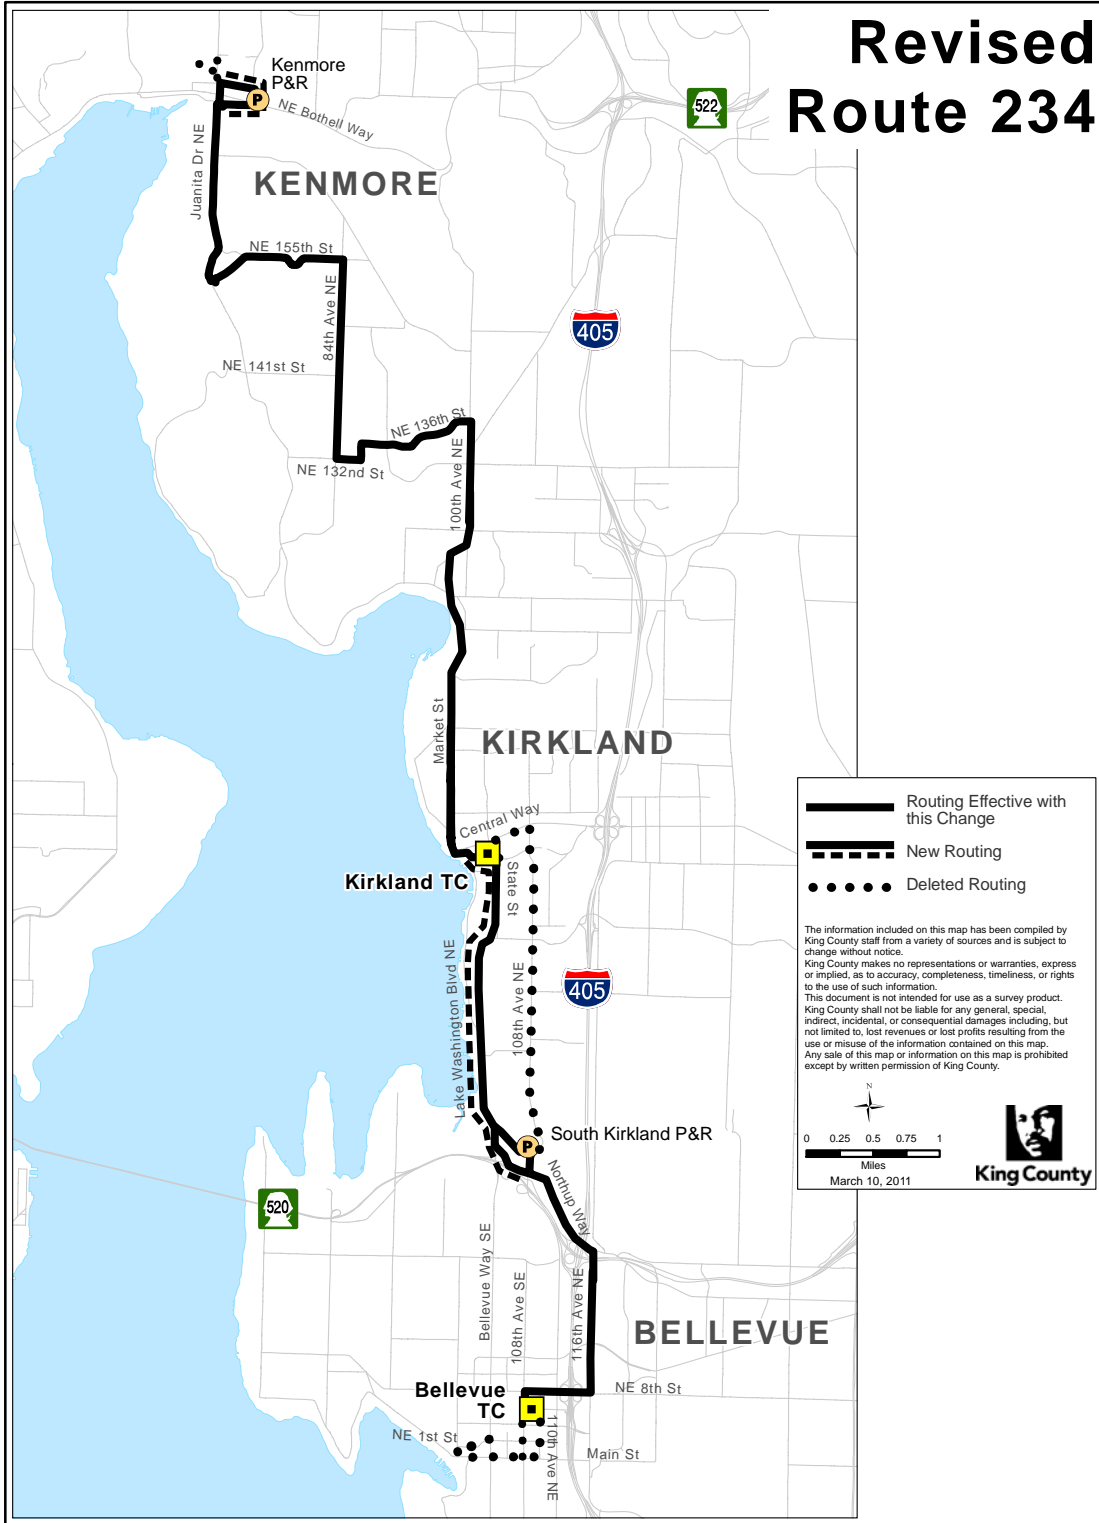 Revised
Route 234
Kenmore
P&R
P
NE Bothell Way
522
Juanita Dr NE
KENMORE
NE 155th St
84th Ave NE
405
NE 141st St
NE 136th St
NE 132nd St
100th Ave NE
Market St
KIRKLAND
Central Way
Kirkland TC
State St
Lake Washington Blvd NE
108th Ave NE
405
P
South Kirkland P&R
Northup Way
520
Bellevue Way SE
108th Ave SE
116th Ave NE
BELLEVUE
Bellevue
TC
NE 8th St
NE 1st St
110th Ave NE
Main St
Routing Effective with
this Change
New Routing
Deleted Routing
The information included on this map has been compiled by
King County staff from a variety of sources and is subject to
change without notice.
King County makes no representations or warranties, express
or implied, as to accuracy, completeness, timeliness, or rights
to the use of such information.
This document is not intended for use as a survey product.
King County shall not be liable for any general, special,
indirect, incidental, or consequential damages including, but
not limited to, lost revenues or lost profits resulting from the
use or misuse of the information contained on this map.
Any sale of this map or information on this map is prohibited
except by written permission of King County.
N
0 0.25 0.5 0.75 1
Miles
March 10, 2011
King County